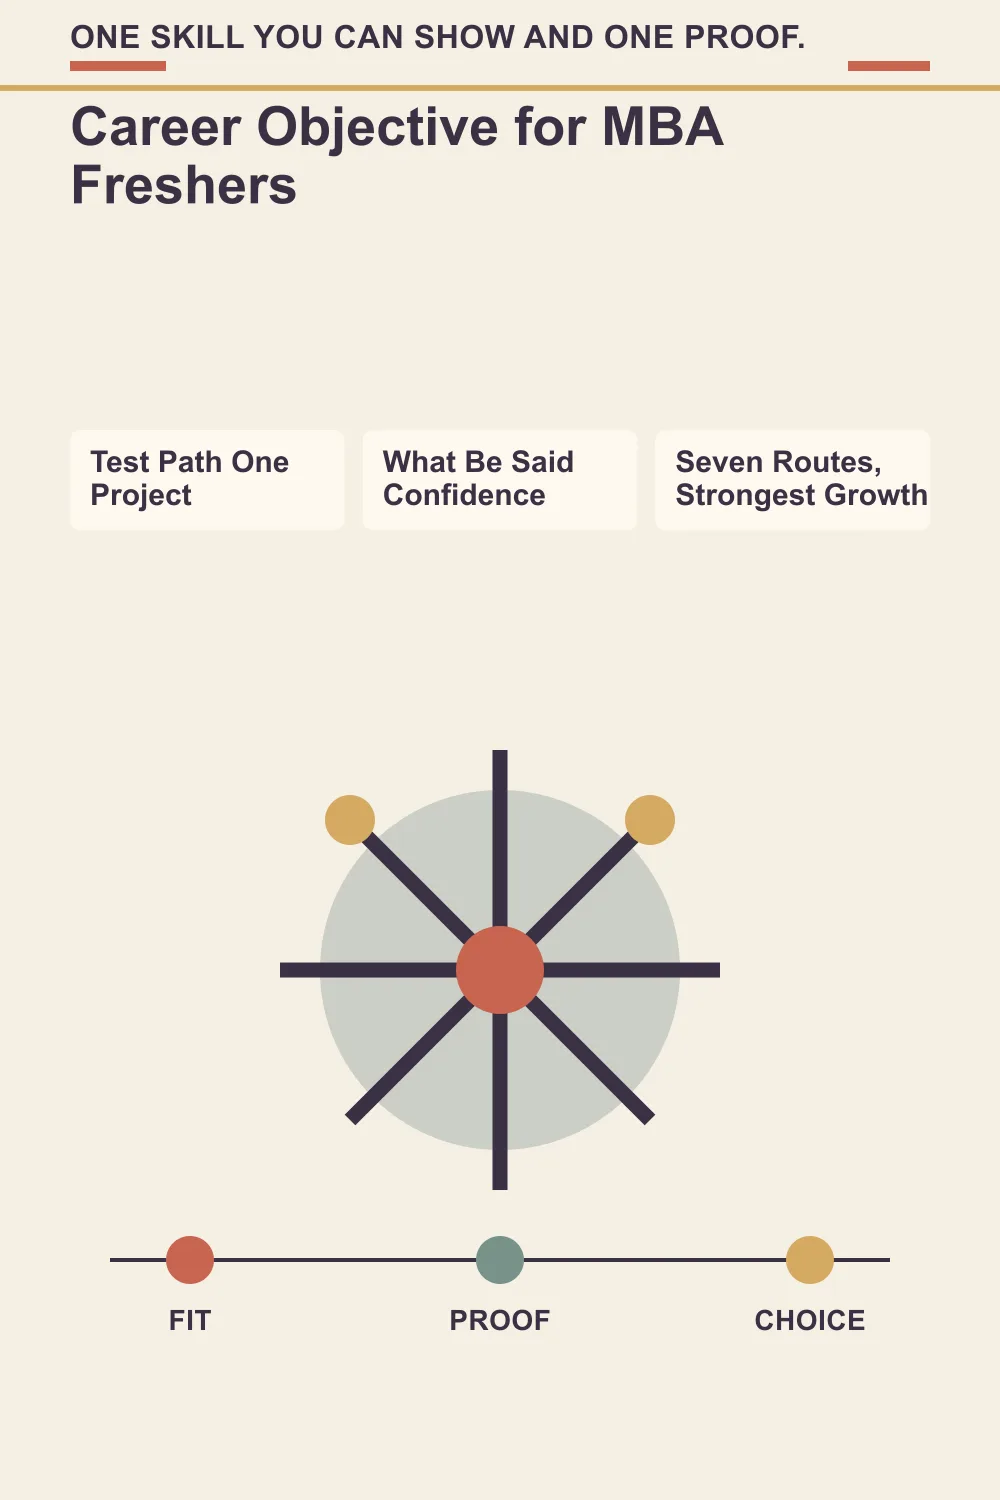 ONE SKILL YOU CAN SHOW AND ONE PROOF.
Career Objective for MBA
Freshers
Test Path One
Project
What Be Said
Confidence
Seven Routes,
Strongest Growth
FIT
PROOF
CHOICE